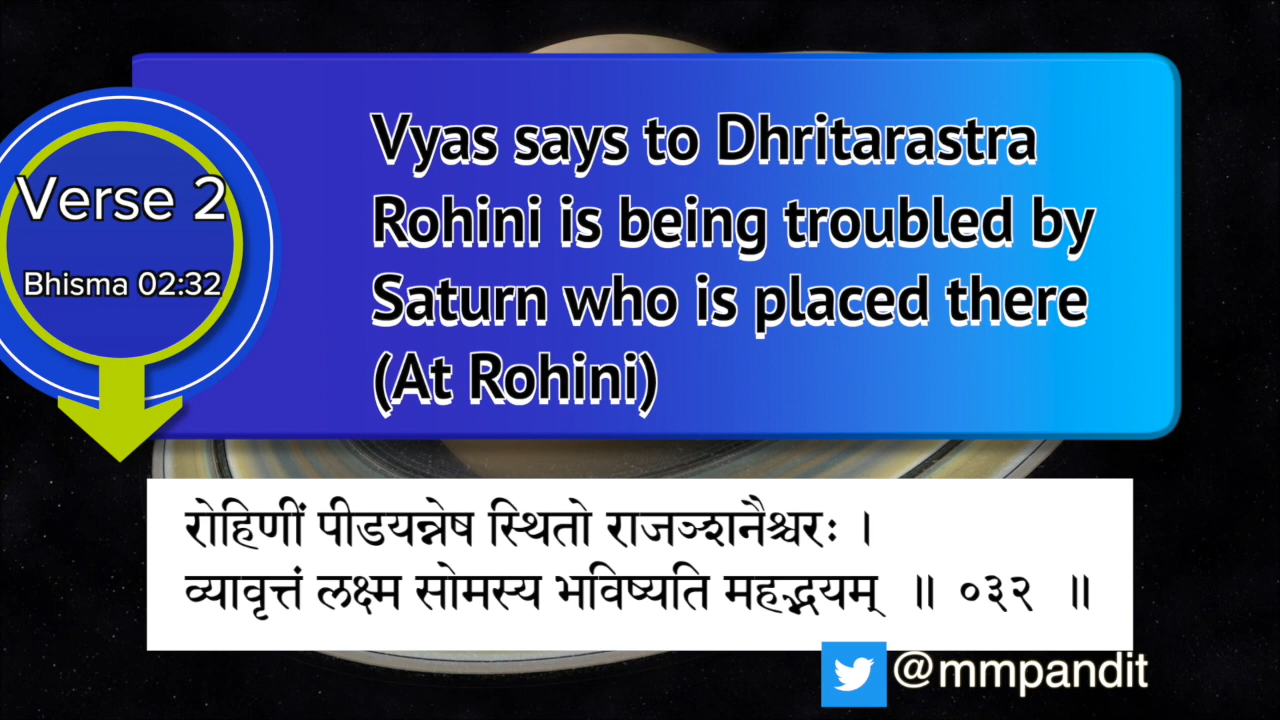 Verse 2
Bhisma 02:32
Vyas says to Dhritarastra
Rohini is being troubled by
Saturn who is placed there
(At Rohini)
रोहिणीं पीडयन्नेष स्थितो राजञ्शनैश्चरः ।
व्यावृत्तं लक्ष्म सोमस्य भविष्यति महद्भयम् ॥ ०३२ ॥
@mmpandit